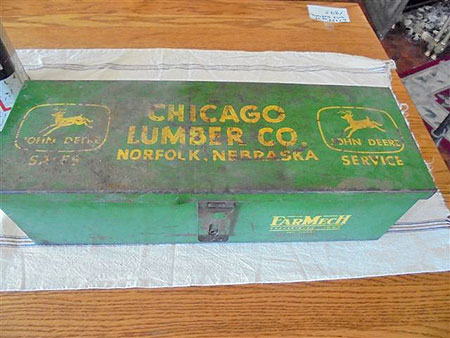 CHICAGO
LUMBER CO.
NORFOLK, NEBRASKA
JOHN DEERE
SALES
JOHN DEERE
SERVICE
FARMECH